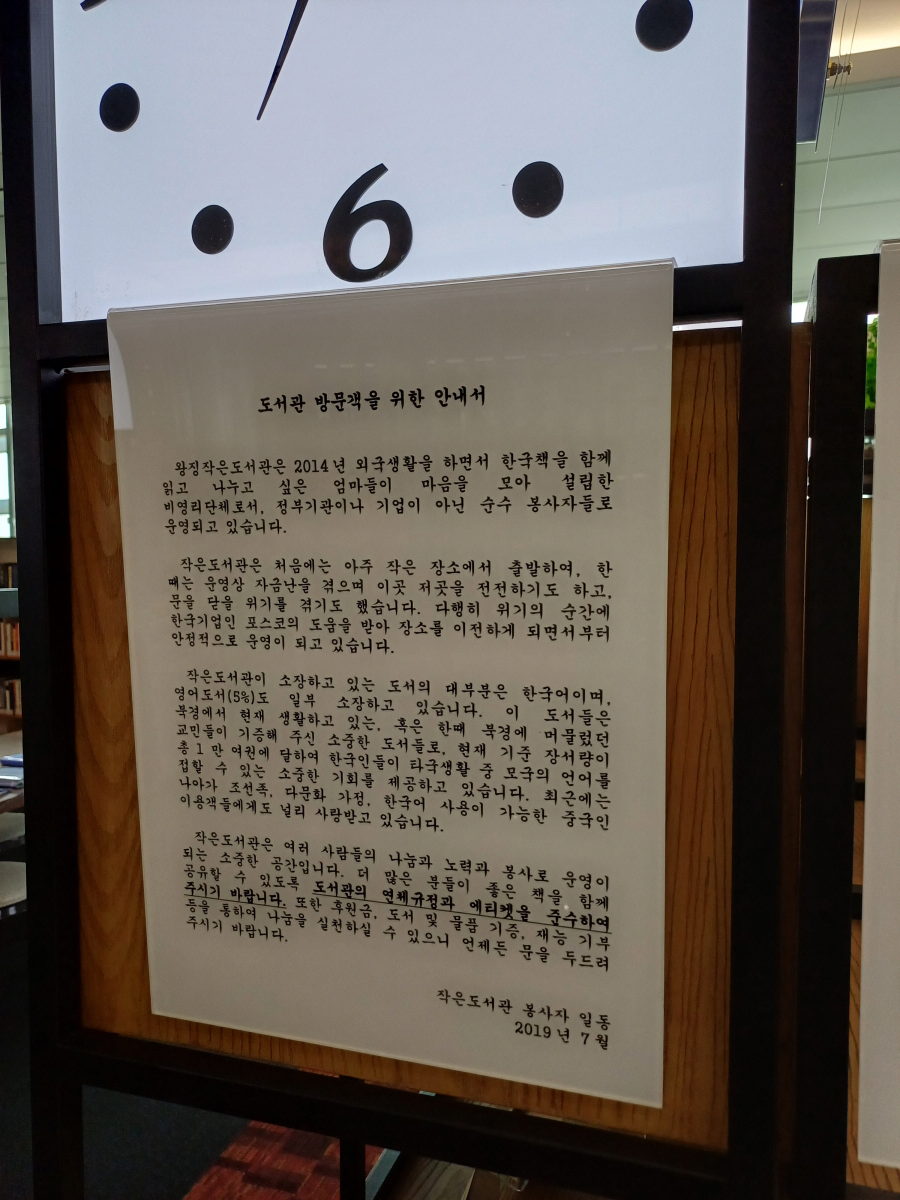 6
도서관 방문객을 위한 안내서
왕징작은도서관은 2014년 외국생활을 하면서 한국책을 함께
읽고 나누고 싶은 엄마들이 마음을 모아 설립한
비영리단체로서, 정부기관이나 기업이 아닌 순수 봉사자들로
운영되고 있습니다.
작은도서관은 처음에는 아주 작은 장소에서 출발하여, 한
때는 운영상 자금난을 겪으며 이곳 저곳을 전전하기도 하고,
문을 닫을 위기를 겪기도 했습니다. 다행히 위기의 순간에
한국기업인 포스코의 도움을 받아 장소를 이전하게 되면서부터
안정적으로 운영이 되고 있습니다.
작은도서관이 소장하고 있는 도서의 대부분은 한국어이며,
영어도서(5%)도 일부 소장하고 있습니다. 이 도서들은
북경에서 현재 생활하고 있는, 혹은 한때 북경에 머물렀던
교민들이 기증해 주신 소중한 도서들로, 현재 기준 장서량이
총 1만 여권에 달하여 한국인들이 타국생활 중 모국의 언어를
접할 수 있는 소중한 기회를 제공하고 있습니다. 최근에는
나아가 조선족, 다문화 가정, 한국어 사용이 가능한 중국인
이용객들에게도 널리 사랑받고 있습니다.
작은도서관은 여러 사람들의 나눔과 노력과 봉사로 운영이
되는 소중한 공간입니다. 더 많은 분들이 좋은 책을 함께
공유할 수 있도록 도서관의 연체규정과 에티켓을 준수하여
주시기 바랍니다. 또한 후원금, 도서 및 물품 기증, 재능 기부
등을 통하여 나눔을 실천하실 수 있으니 언제든 문을 두드려
주시기 바랍니다.
작은도서관 봉사자 일동
2019년 7월